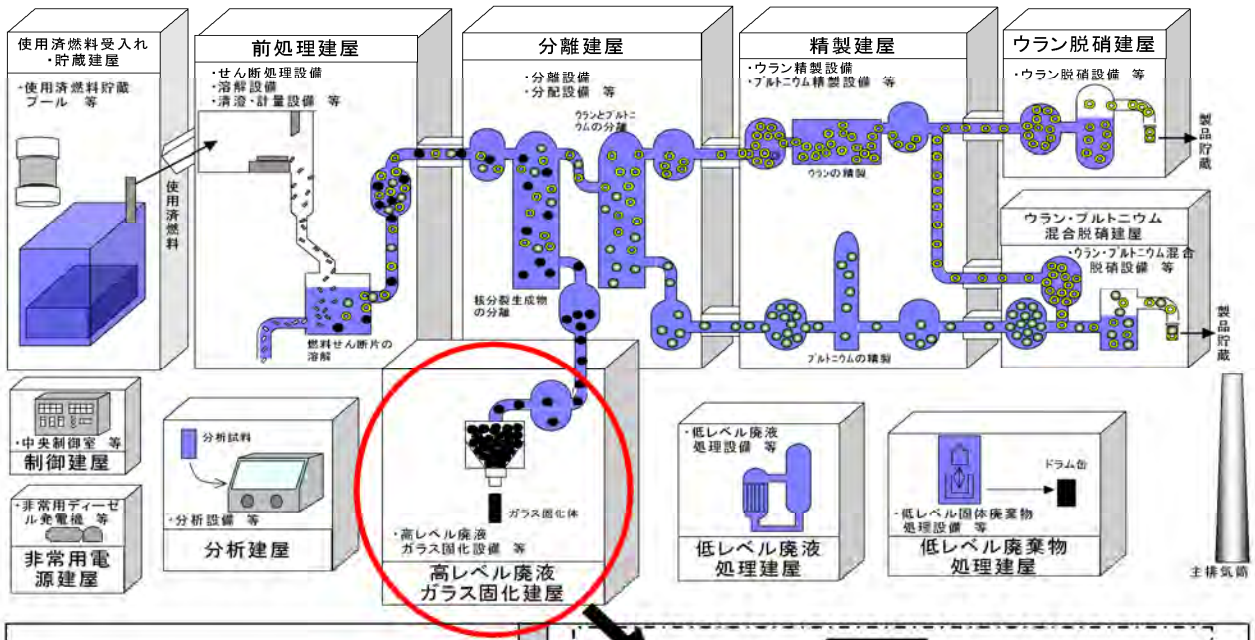 使用済燃料受入れ
・貯蔵建屋
・使用済燃料貯蔵
プール 等
使用済燃料
前処理建屋
・せん断処理設備
・溶解設備
・清澄・計量設備 等
燃料せん断片の
溶解
分離建屋
・分離設備
・分配設備 等
ウランとプルトニ
ウムの分離
核分裂生成物
の分離
精製建屋
・ウラン精製設備
・プルトニウム精製設備 等
ウランの精製
プルトニウムの精製
ウラン脱硝建屋
・ウラン脱硝設備 等
製品貯蔵
ウラン・プルトニウム
混合脱硝建屋
・ウラン・プルトニウム混合
脱硝設備 等
製品貯蔵
・中央制御室 等
制御建屋
・非常用ディーゼ
ル発電機 等
非常用電
源建屋
分析試料
・分析設備 等
分析建屋
ガラス固化体
・高レベル廃液
ガラス固化設備 等
高レベル廃液
ガラス固化建屋
・低レベル廃液
処理設備 等
低レベル廃液
処理建屋
ドラム缶
・低レベル固体廃棄物
処理設備 等
低レベル廃棄物
処理建屋
主排気筒